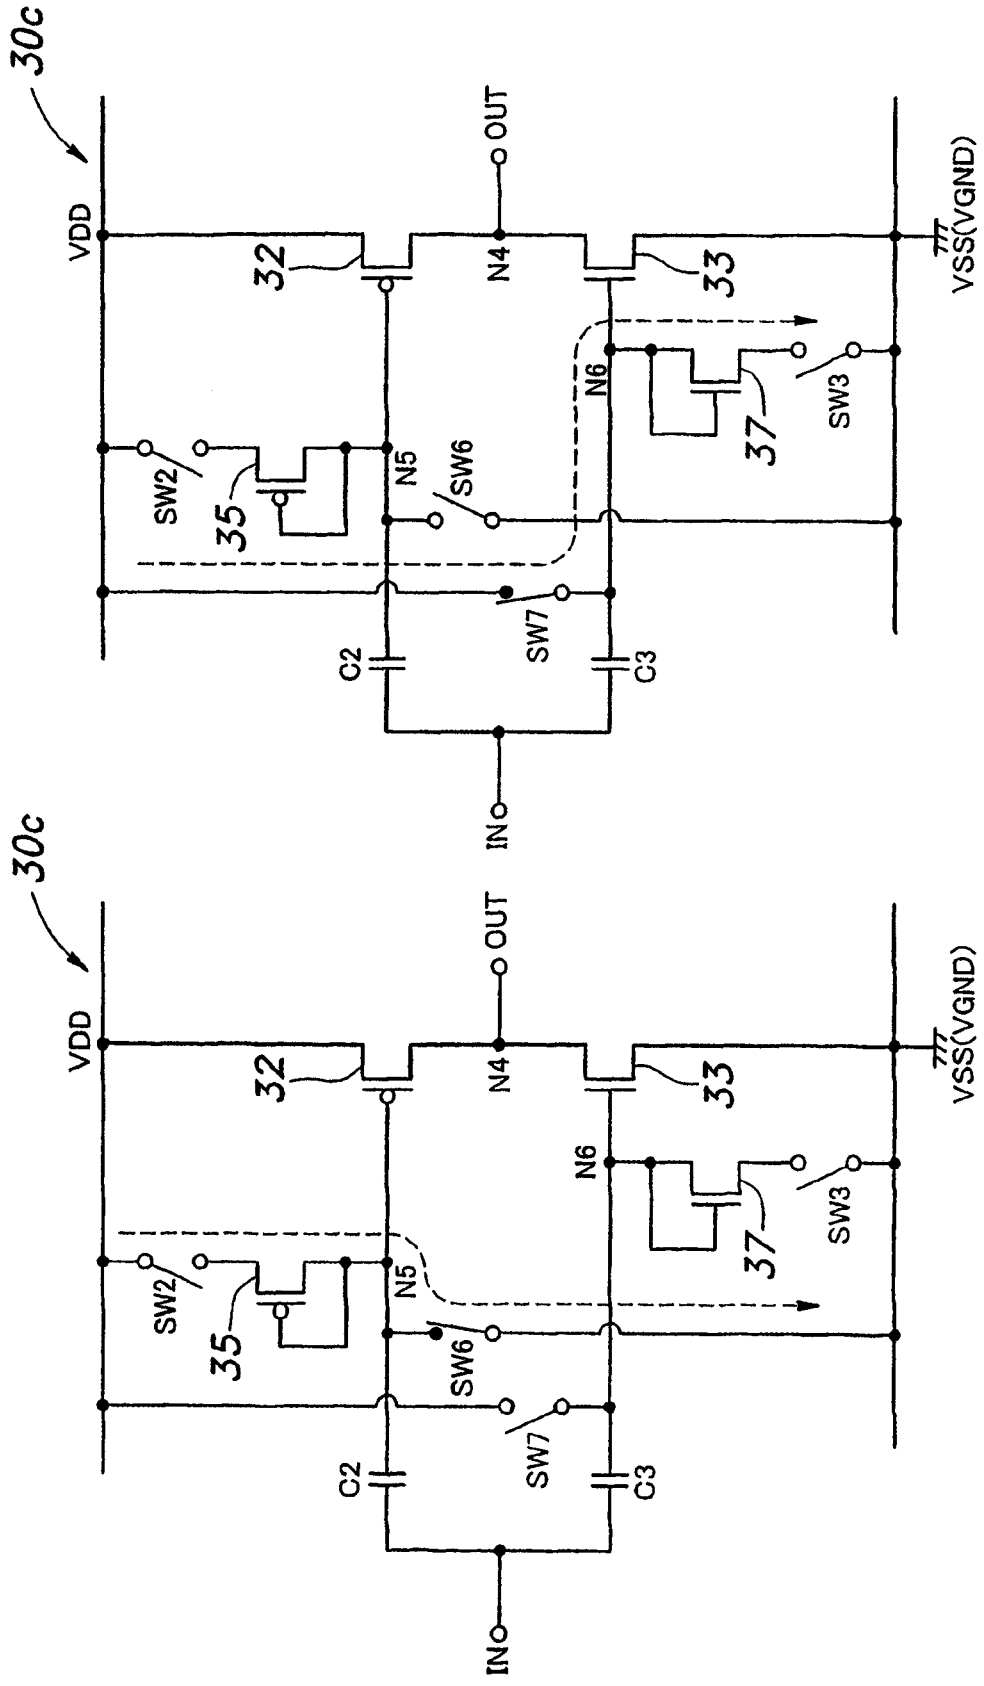 30c
VDD
SW2
35
32
C2
N5
SW6
N4
OUT
IN
SW7
N6
C3
33
37
SW3
VSS(VGND)
30c
VDD
SW2
35
32
C2
N5
SW6
N4
OUT
IN
SW7
N6
C3
33
37
SW3
VSS(VGND)